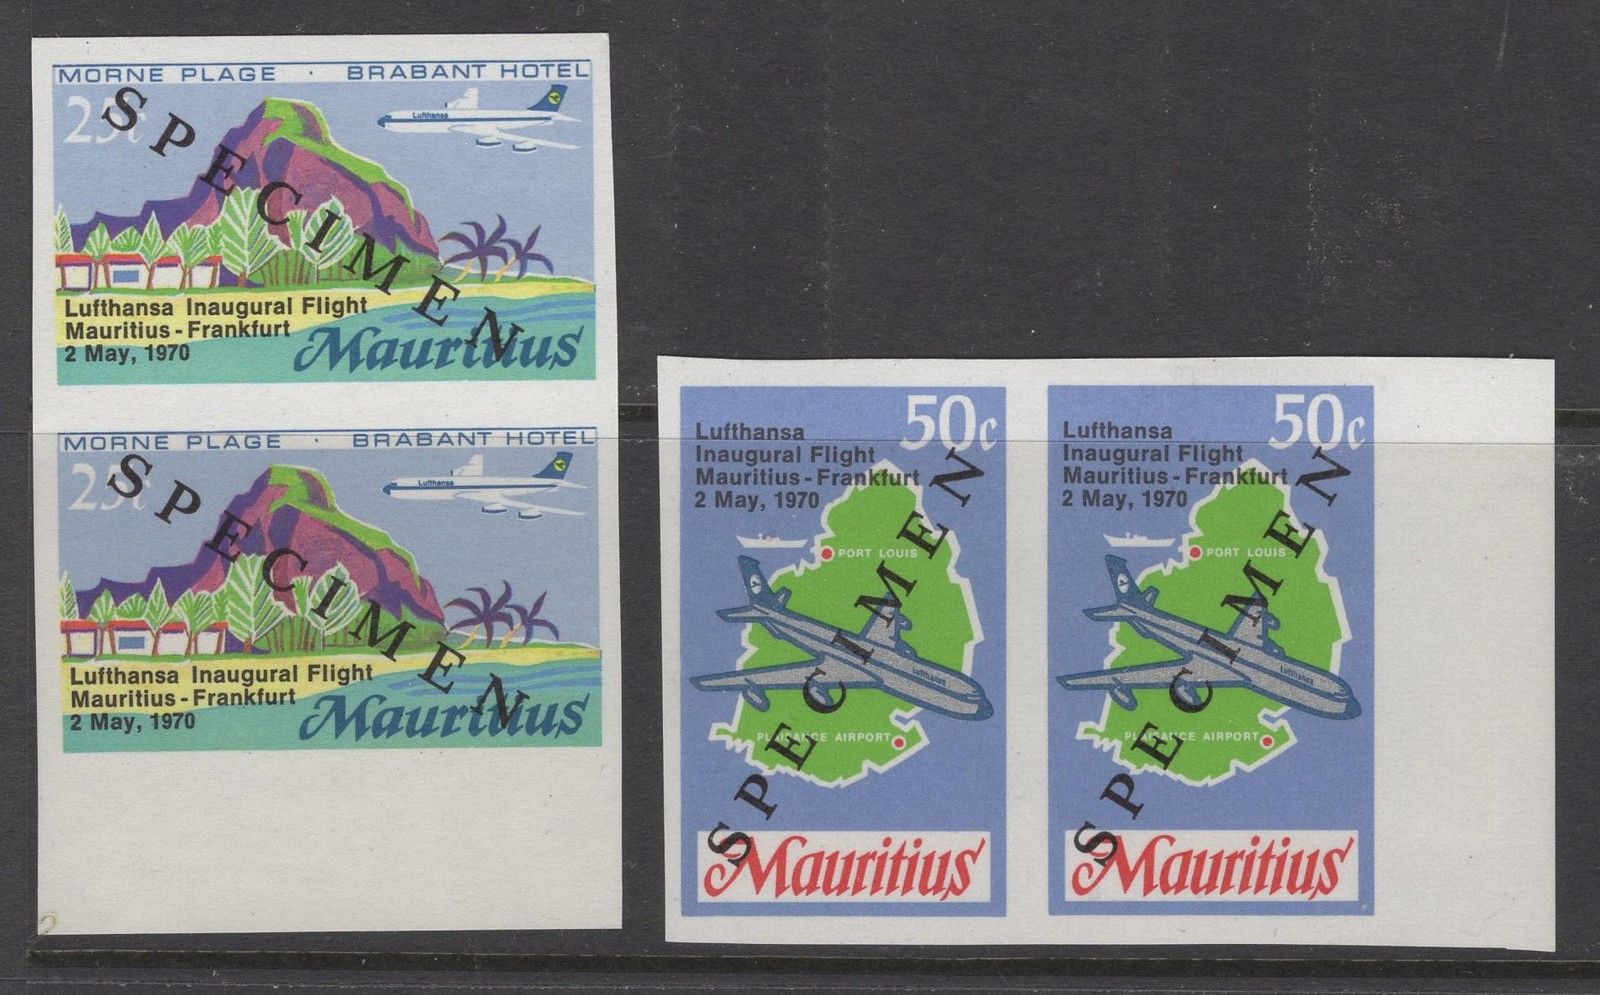 MORNE PLAGE · BRABANT HOTEL
25c
Lufthansa
SPECIMEN
Lufthansa Inaugural Flight
Mauritius - Frankfurt
2 May, 1970
Mauritius
MORNE PLAGE · BRABANT HOTEL
25c
Lufthansa
SPECIMEN
Lufthansa Inaugural Flight
Mauritius - Frankfurt
2 May, 1970
Mauritius
50c
Lufthansa
Inaugural Flight
Mauritius - Frankfurt
2 May, 1970
PORT LOUIS
SPECIMEN
Lufthansa
PLAISANCE AIRPORT
Mauritius
50c
Lufthansa
Inaugural Flight
Mauritius - Frankfurt
2 May, 1970
PORT LOUIS
SPECIMEN
Lufthansa
PLAISANCE AIRPORT
Mauritius